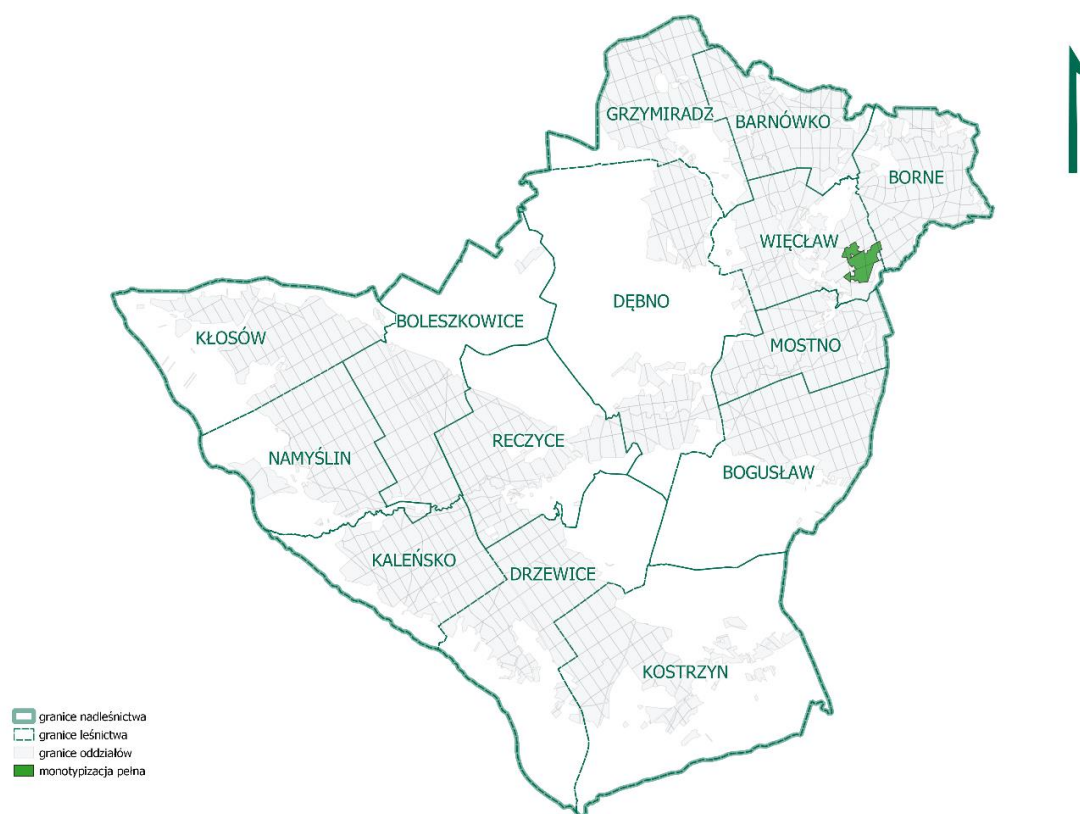 GRZYMIRADZ
BARNÓWKO
BORNE
WIĘCŁAW
DĘBNO
BOLESZKOWICE
KŁOSÓW
MOSTNO
RECZYCE
NAMYŚLIN
BOGUSŁAW
KALEŃSKO
DRZEWICE
KOSTRZYN
granice nadleśnictwa
granice leśnictwa
granice oddziałów
monotypizacja pełna